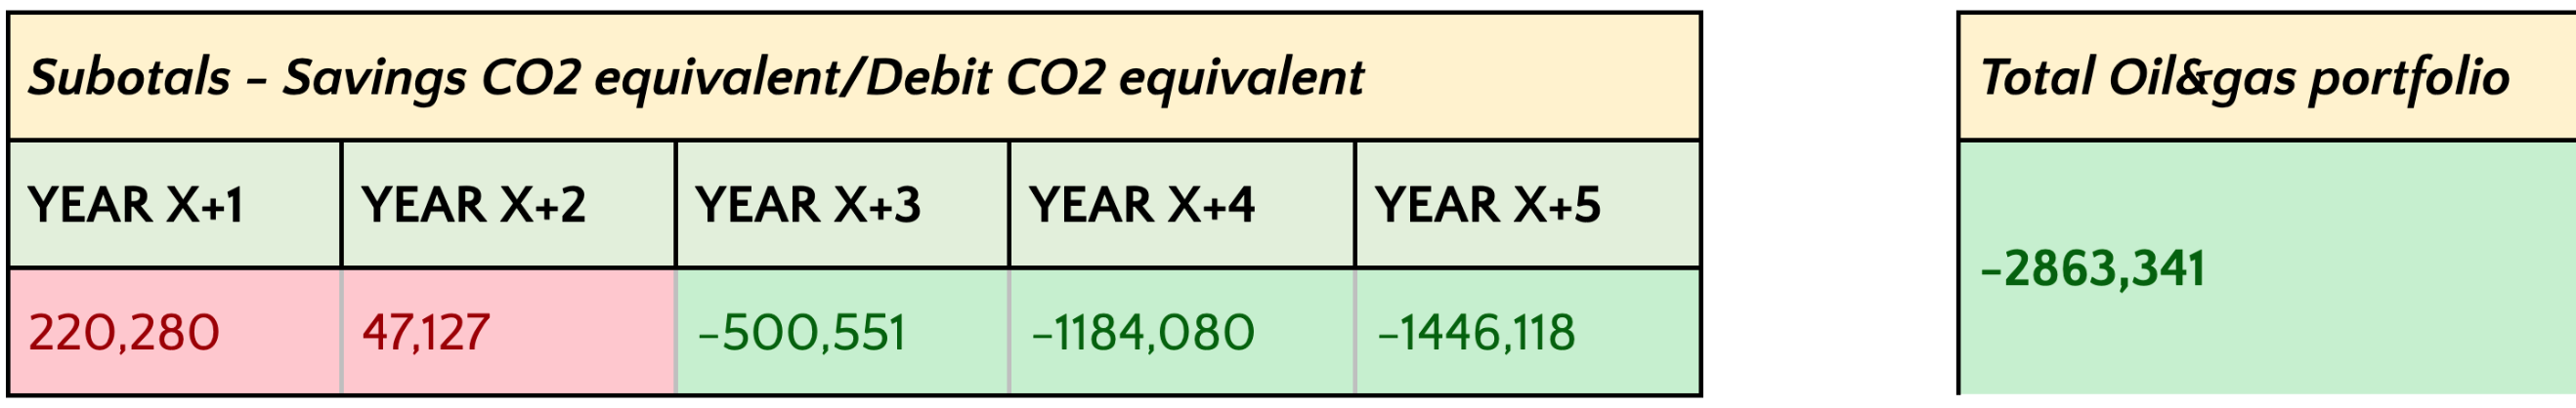 Subotals – Savings CO2 equivalent/Debit CO2 equivalent
YEAR X+1 YEAR X+2 YEAR X+3 YEAR X+4 YEAR X+5
220,280 47,127 –500,551 –1184,080 –1446,118
Total Oil&gas portfolio
–2863,341